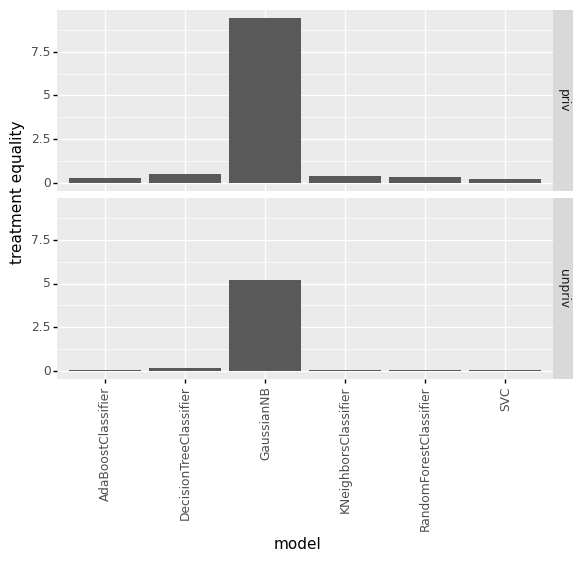 treatment equality
7.5
5
2.5
0
priv
7.5
5
2.5
0
unpriv
AdaBoostClassifier
DecisionTreeClassifier
GaussianNB
KNeighborsClassifier
RandomForestClassifier
SVC
model